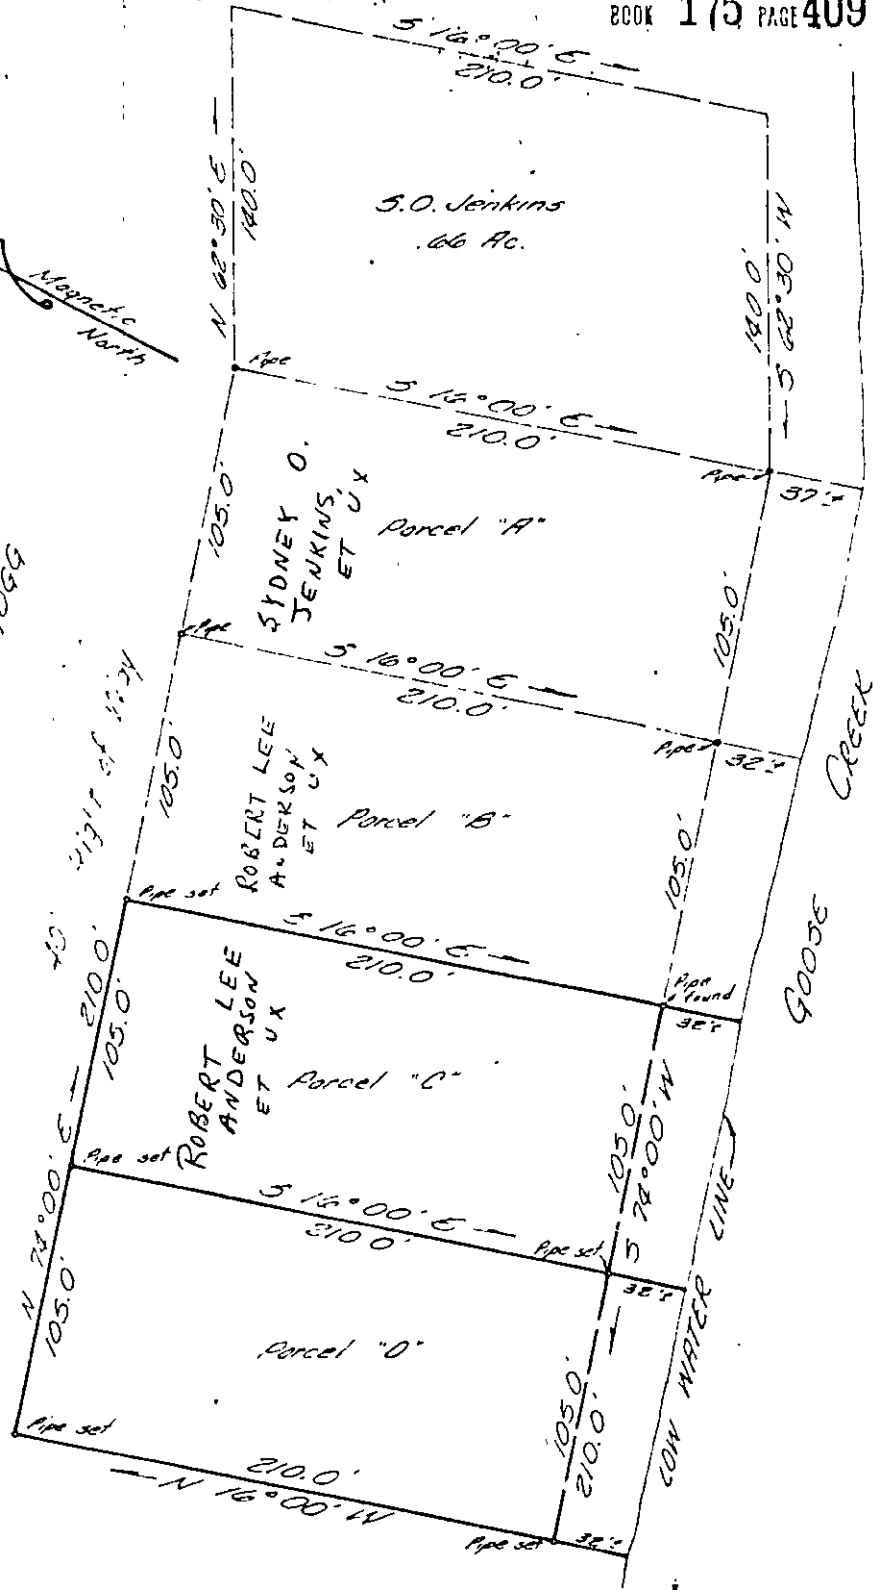 BOOK 175 PAGE 409
S 16°00' E
210.0'
N 62°30' E
140.0'
S.O. Jenkins
.66 Ac.
140.0'
S 62°30' W
Magnetic
North
Pipe
S 16°00' E
210.0'
Pipe
37'±
105.0'
SYDNEY O.
JENKINS,
ET UX
Parcel "A"
105.0'
Pipe
S 16°00' E
210.0'
Pipe
32'±
40' Right of Way
105.0'
ROBERT LEE
ANDERSON
ET UX
Parcel "B"
105.0'
GOOSE CREEK
Pipe set
S 16°00' E
210.0'
Pipe
found
32'±
N 74°00' E
210.0'
105.0'
ROBERT LEE
ANDERSON
ET UX
Parcel "C"
105.0'
S 74°00' W
Pipe set
S 16°00' E
210.0'
Pipe set
32'±
105.0'
Parcel "D"
105.0'
210.0'
LOW WATER LINE
Pipe set
210.0'
N 16°00' W
Pipe set
32'±